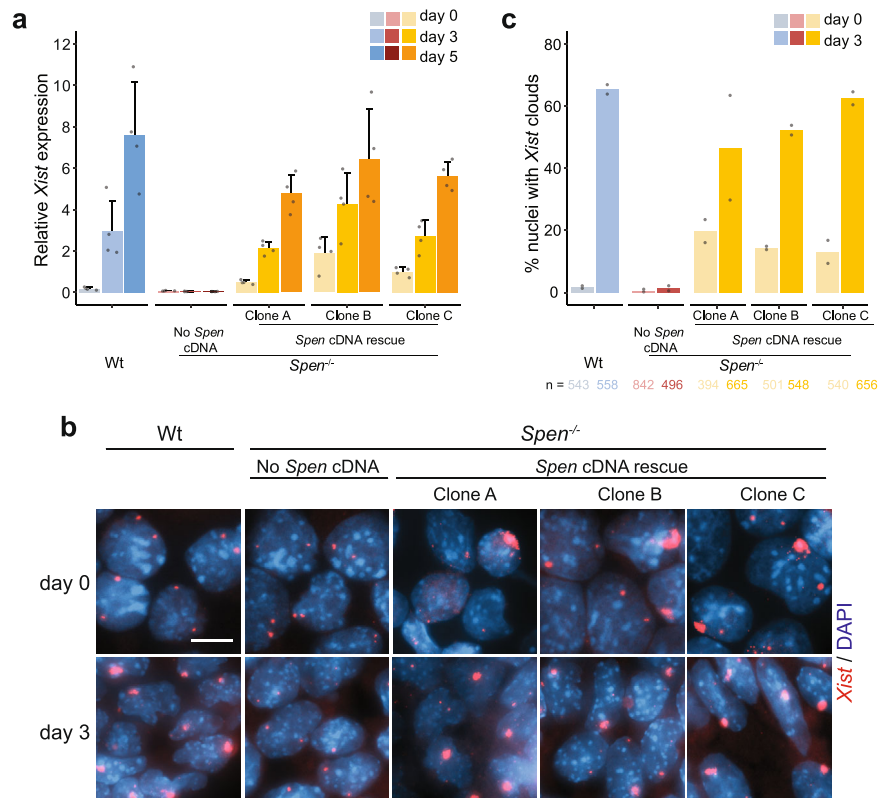 a
Relative Xist expression
12
10
8
6
4
2
0
day 0
day 3
day 5
Clone A
Clone B
Clone C
No Spen
cDNA
Spen cDNA rescue
Wt
Spen-/-
c
% nuclei with Xist clouds
80
60
40
20
0
day 0
day 3
Clone A
Clone B
Clone C
No Spen
cDNA
Spen cDNA rescue
Wt
Spen-/-
n = 543 558 842 496 394 665 501 548 540 656
b
Wt
Spen-/-
No Spen cDNA
Spen cDNA rescue
Clone A
Clone B
Clone C
day 0
day 3
Xist / DAPI